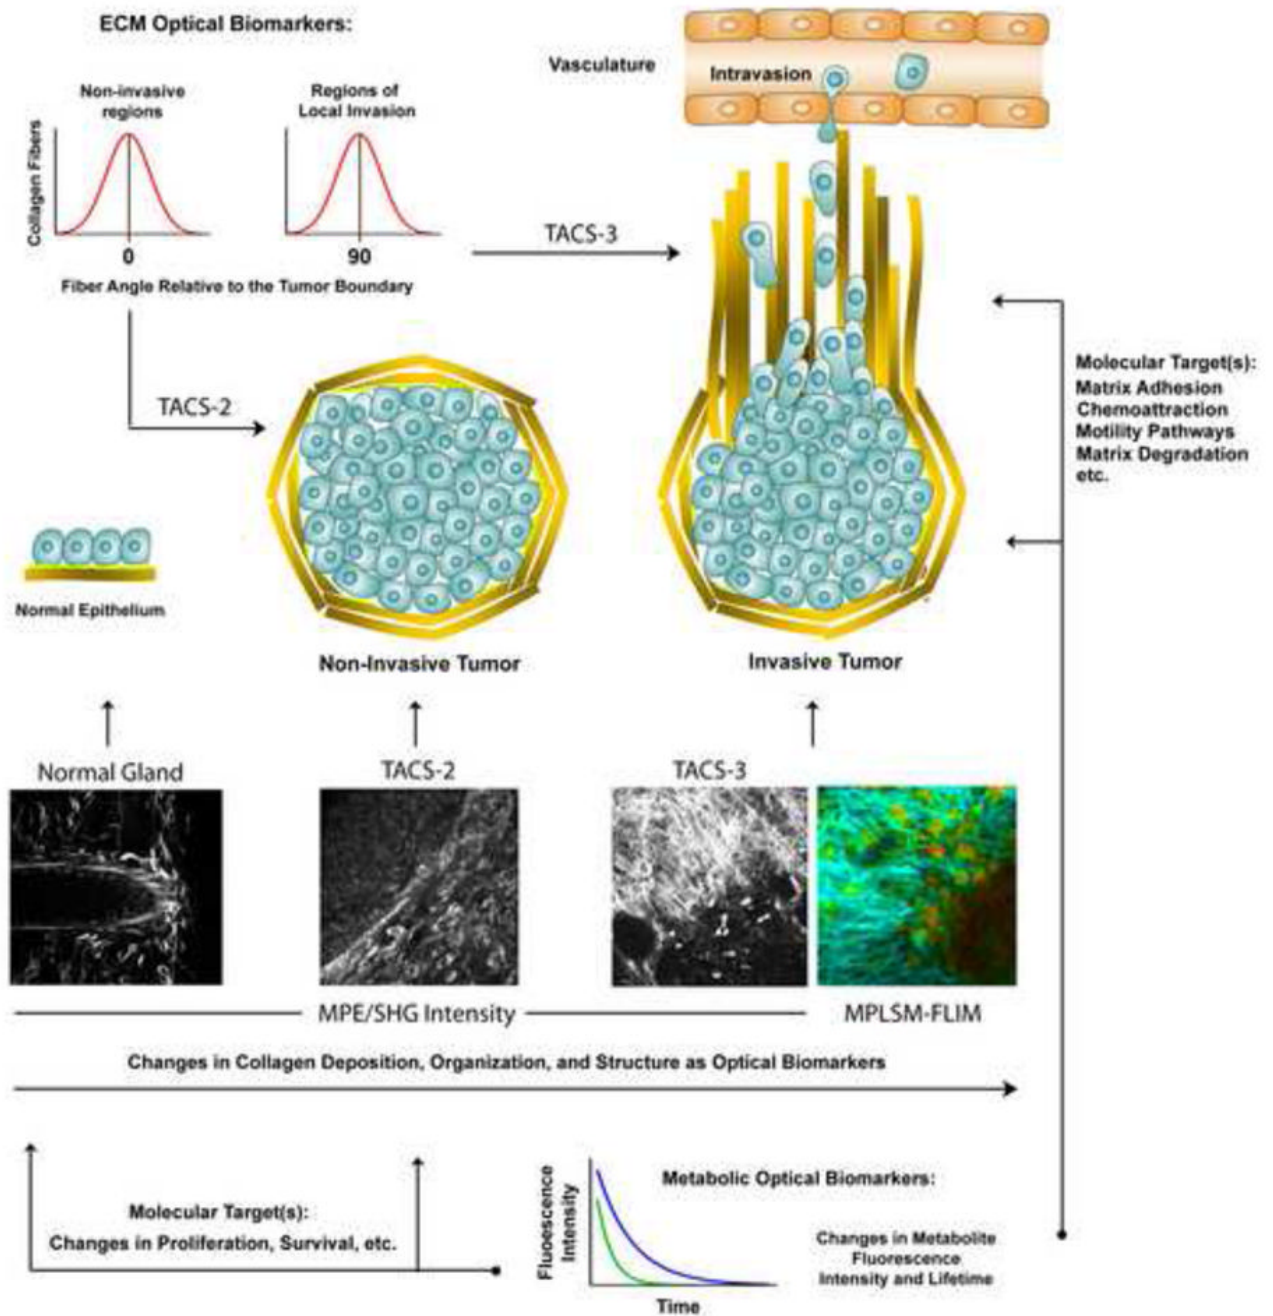 ECM Optical Biomarkers:
Non-invasive
regions
Regions of
Local Invasion
Collagen Fibers
0
90
Fiber Angle Relative to the Tumor Boundary
Vasculature
Intravasion
TACS-3
TACS-2
Molecular Target(s):
Matrix Adhesion
Chemoattraction
Motility Pathways
Matrix Degradation
etc.
Normal Epithelium
Non-Invasive Tumor
Invasive Tumor
Normal Gland
TACS-2
TACS-3
MPE/SHG Intensity
MPLSM-FLIM
Changes in Collagen Deposition, Organization, and Structure as Optical Biomarkers
Molecular Target(s):
Changes in Proliferation, Survival, etc.
Fluoescence
Intensity
Time
Metabolic Optical Biomarkers:
Changes in Metabolite
Fluorescence
Intensity and Lifetime